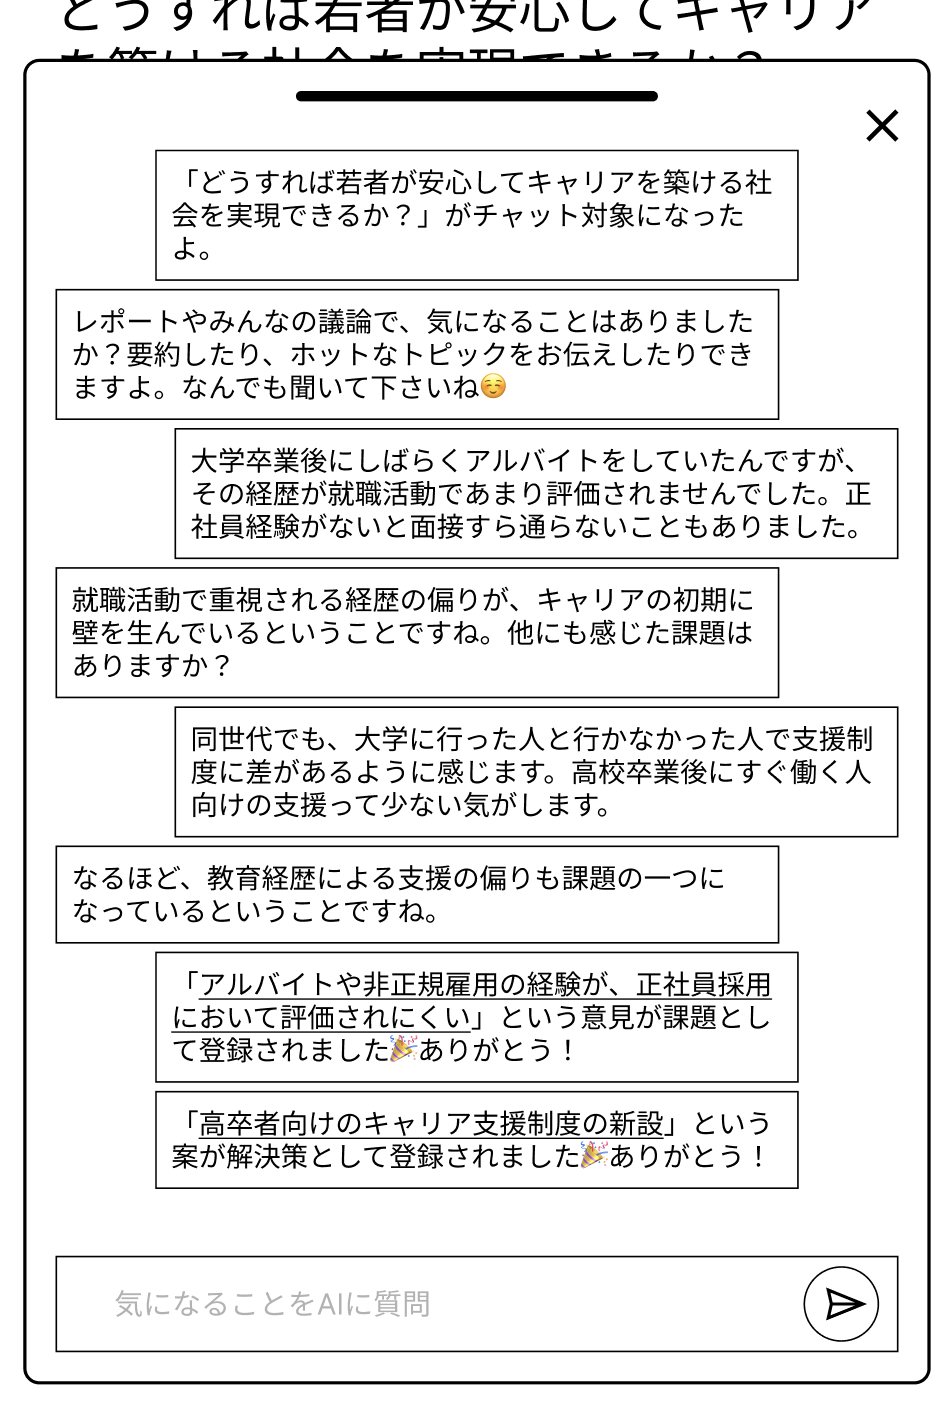 どうすれば若者が安心してキャリア
を築ける社会を実現できるか？
「どうすれば若者が安心してキャリアを築ける社
会を実現できるか？」がチャット対象になった
よ。
レポートやみんなの議論で、気になることはありました
か？要約したり、ホットなトピックをお伝えしたりでき
ますよ。なんでも聞いて下さいね☺️
大学卒業後にしばらくアルバイトをしていたんですが、
その経歴が就職活動であまり評価されませんでした。正
社員経験がないと面接すら通らないこともありました。
就職活動で重視される経歴の偏りが、キャリアの初期に
壁を生んでいるということですね。他にも感じた課題は
ありますか？
同世代でも、大学に行った人と行かなかった人で支援制
度に差があるように感じます。高校卒業後にすぐ働く人
向けの支援って少ない気がします。
なるほど、教育経歴による支援の偏りも課題の一つに
なっているということですね。
「アルバイトや非正規雇用の経験が、正社員採用
において評価されにくい」という意見が課題とし
て登録されました🎉ありがとう！
「高卒者向けのキャリア支援制度の新設」という
案が解決策として登録されました🎉ありがとう！
気になることをAIに質問